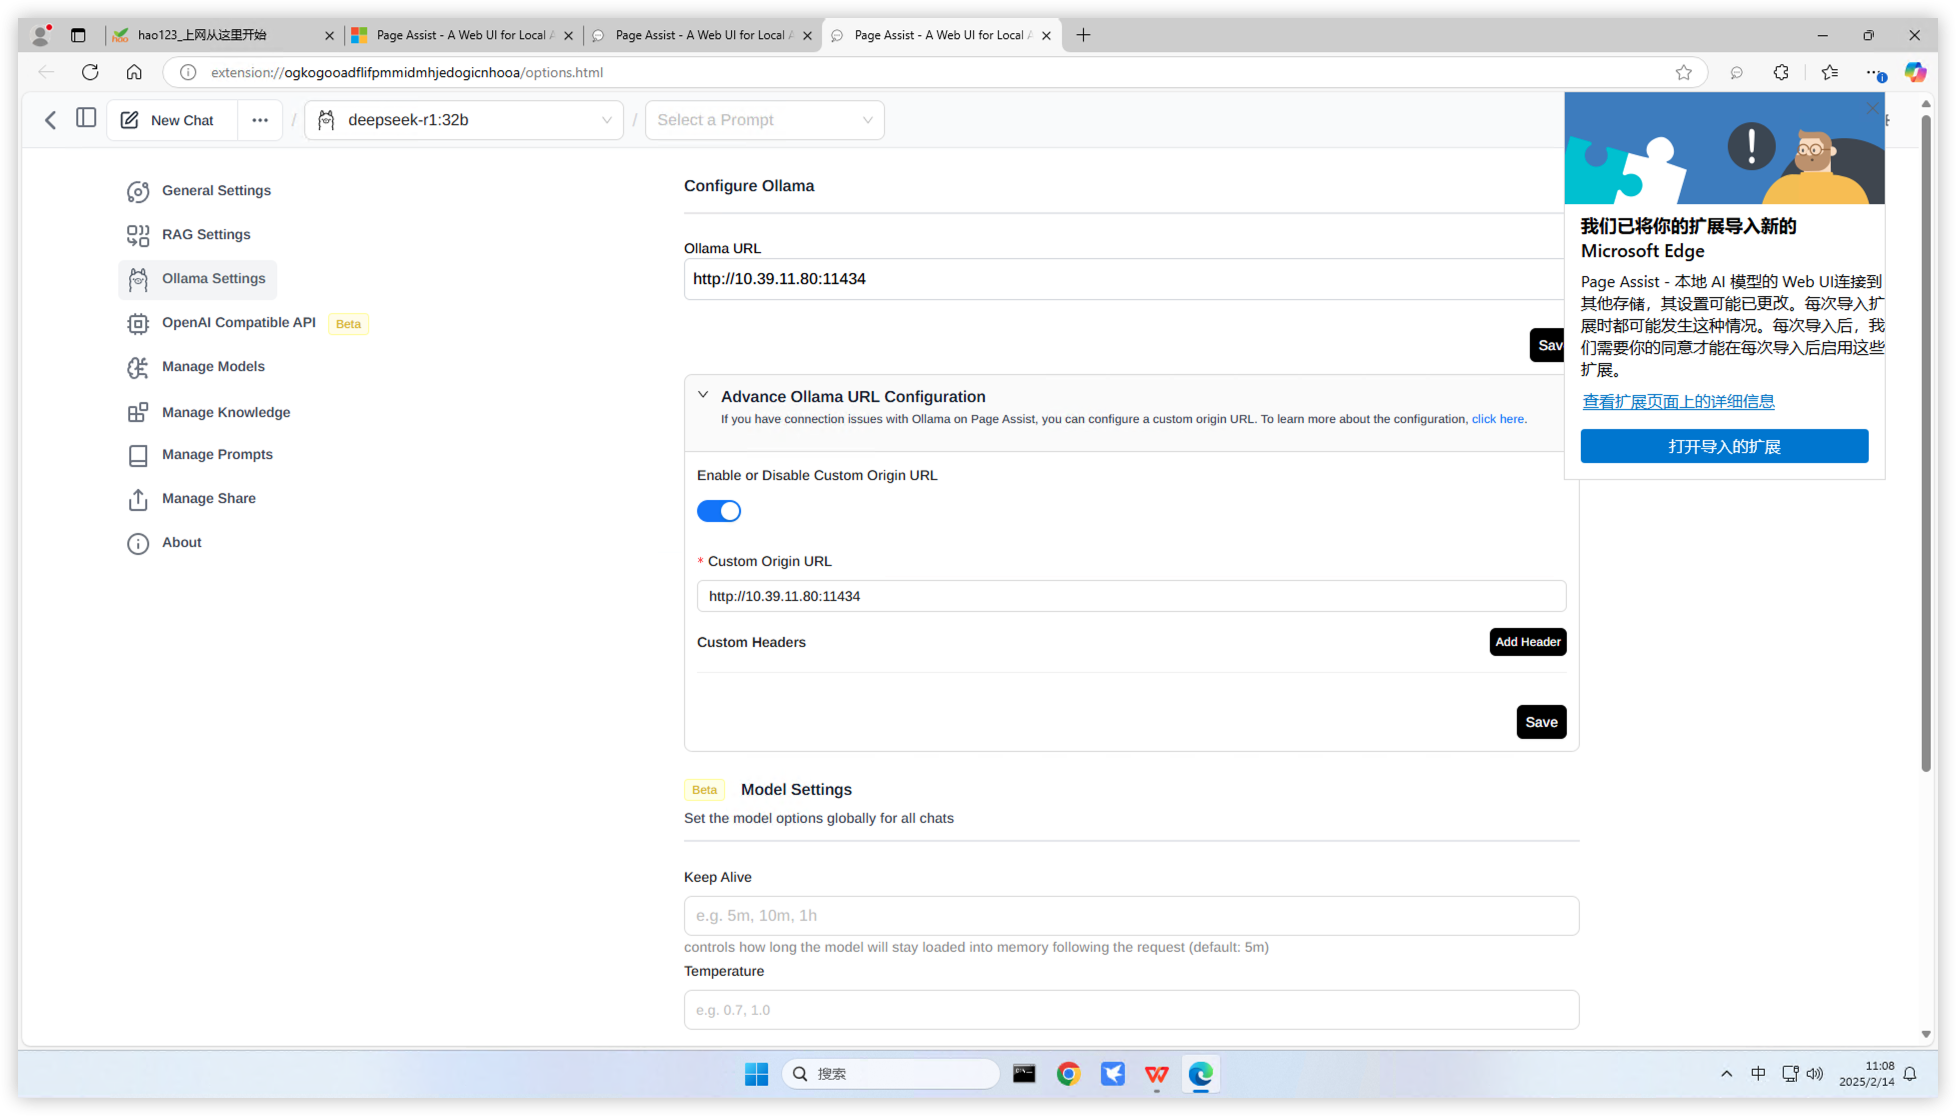 hao123_上网从这里开始
Page Assist - A Web UI for Local A
Page Assist - A Web UI for Local A
Page Assist - A Web UI for Local A
extension://ogkogooadflifpmmidmhjedogicnhooa/options.html
New Chat
deepseek-r1:32b
Select a Prompt
General Settings
RAG Settings
Ollama Settings
OpenAI Compatible API Beta
Manage Models
Manage Knowledge
Manage Prompts
Manage Share
About
Configure Ollama
Ollama URL
http://10.39.11.80:11434
Sav
Advance Ollama URL Configuration
If you have connection issues with Ollama on Page Assist, you can configure a custom origin URL. To learn more about the configuration, click here.
Enable or Disable Custom Origin URL
* Custom Origin URL
http://10.39.11.80:11434
Custom Headers
Add Header
Save
Beta Model Settings
Set the model options globally for all chats
Keep Alive
e.g. 5m, 10m, 1h
controls how long the model will stay loaded into memory following the request (default: 5m)
Temperature
e.g. 0.7, 1.0
我们已将你的扩展导入新的
Microsoft Edge
Page Assist - 本地 AI 模型的 Web UI连接到
其他存储，其设置可能已更改。每次导入扩
展时都可能发生这种情况。每次导入后，我
们需要你的同意才能在每次导入后启用这些
扩展。
查看扩展页面上的详细信息
打开导入的扩展
搜索
中
11:08
2025/2/14